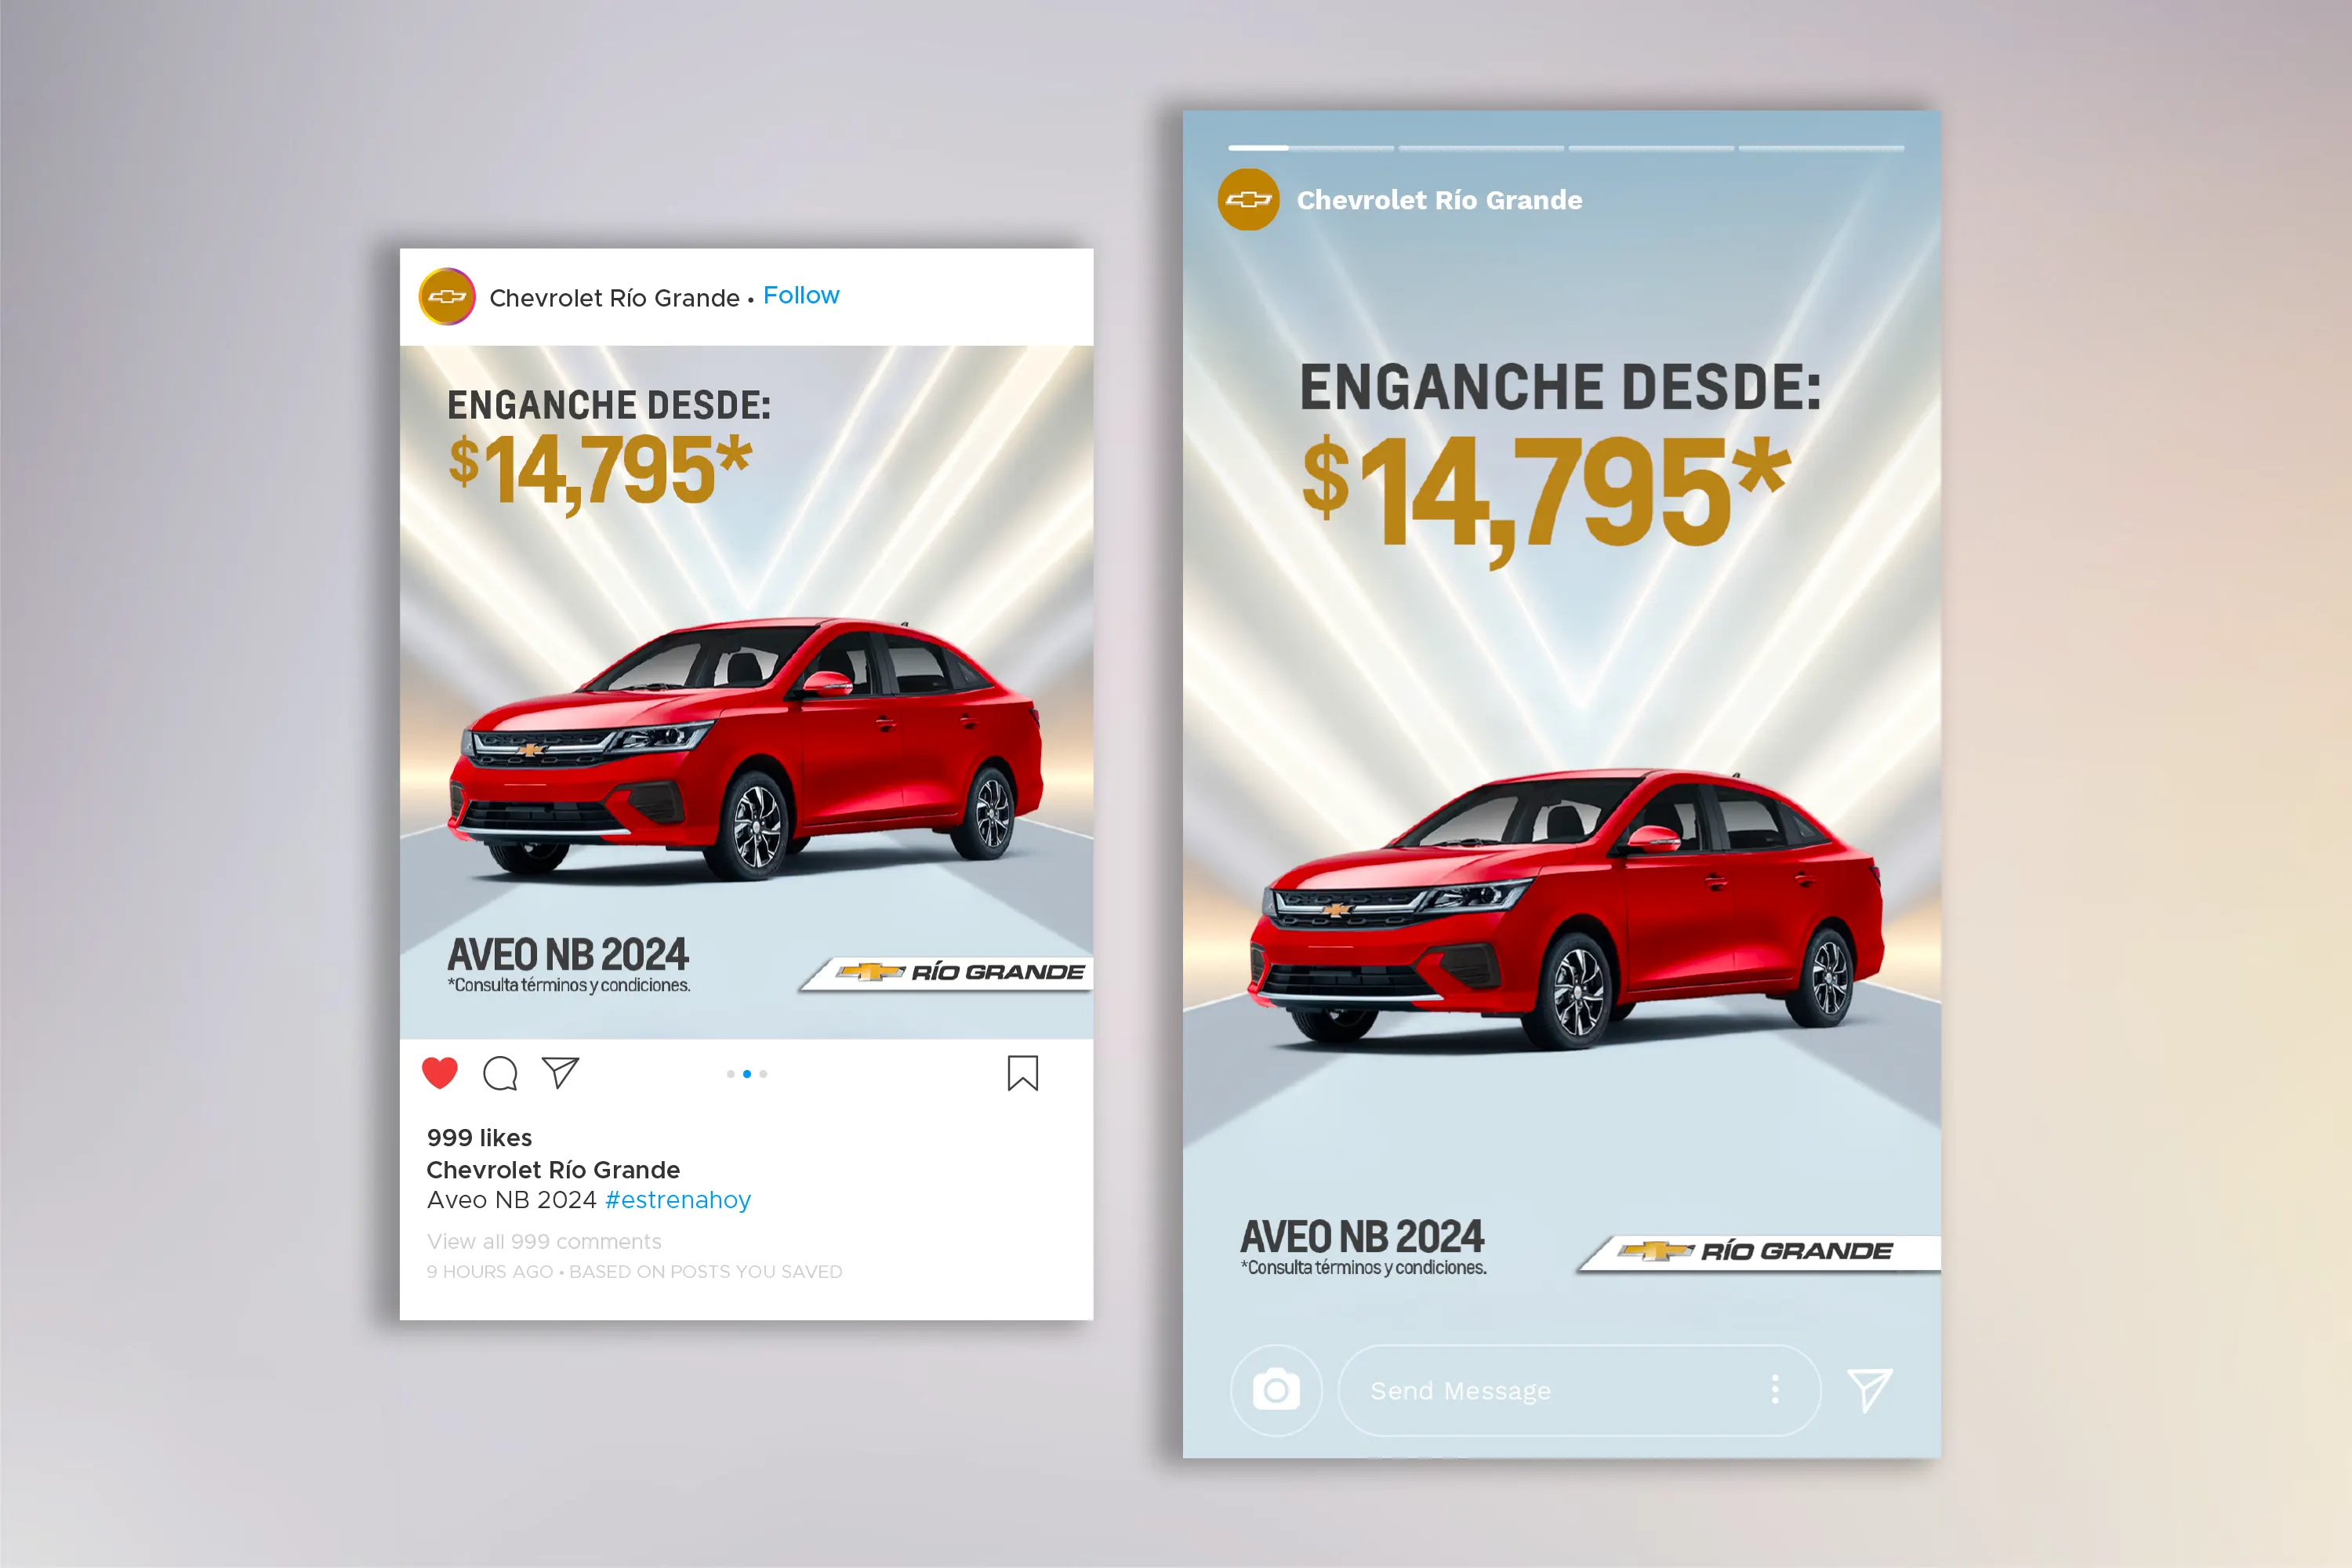 Chevrolet Río Grande • Follow
ENGANCHE DESDE:
$14,795*
AVEO NB 2024
*Consulta términos y condiciones.
RÍO GRANDE
999 likes
Chevrolet Río Grande
Aveo NB 2024 #estrenahoy
View all 999 comments
9 HOURS AGO • BASED ON POSTS YOU SAVED
Chevrolet Río Grande
ENGANCHE DESDE:
$14,795*
AVEO NB 2024
*Consulta términos y condiciones.
RÍO GRANDE
Send Message